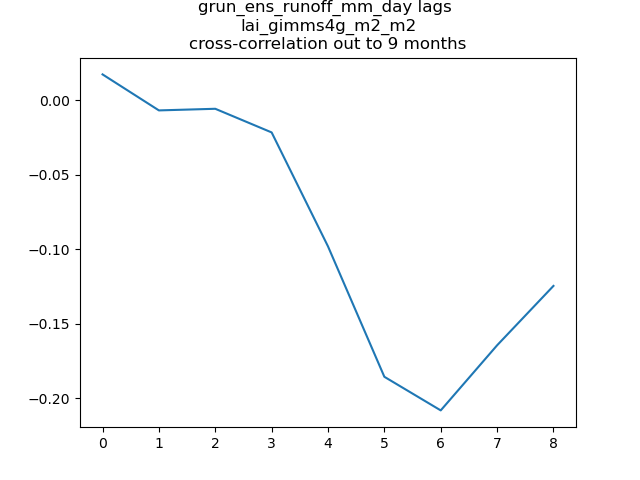 grun_ens_runoff_mm_day lags
lai_gimms4g_m2_m2
cross-correlation out to 9 months
0.00
−0.05
−0.10
−0.15
−0.20
0 1 2 3 4 5 6 7 8